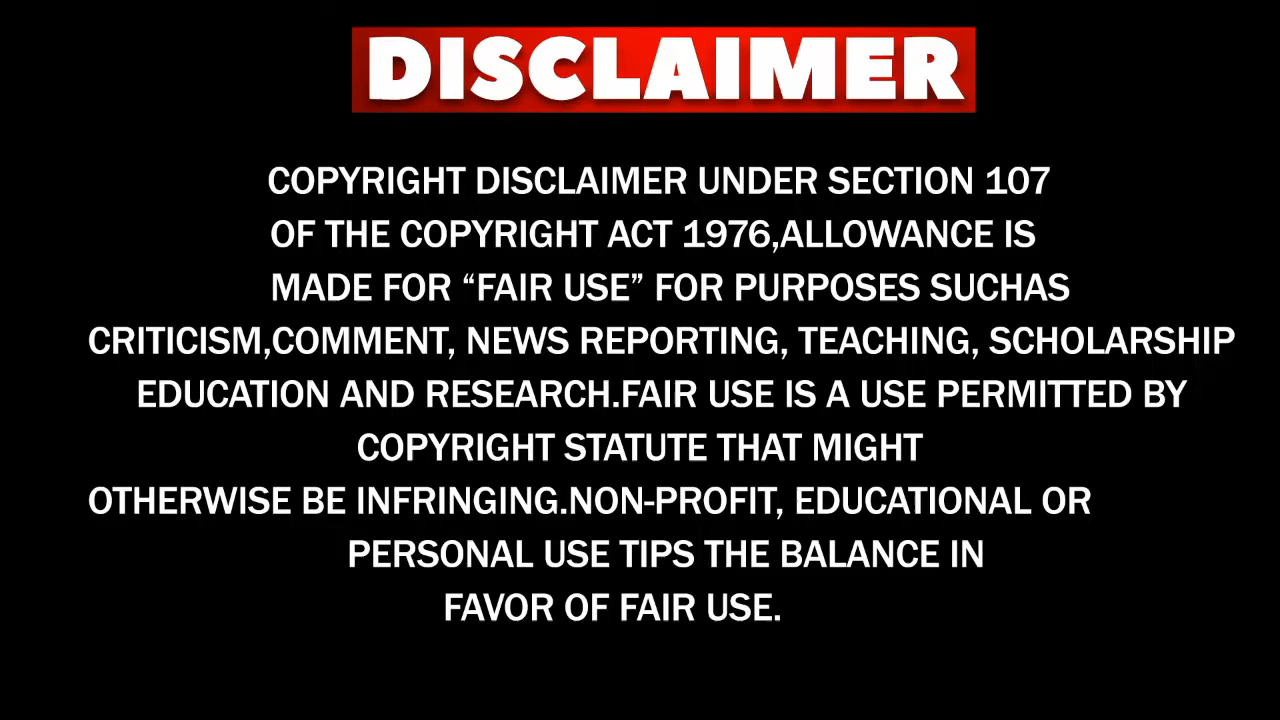 DISCLAIMER
COPYRIGHT DISCLAIMER UNDER SECTION 107
OF THE COPYRIGHT ACT 1976,ALLOWANCE IS
MADE FOR “FAIR USE” FOR PURPOSES SUCHAS
CRITICISM,COMMENT, NEWS REPORTING, TEACHING, SCHOLARSHIP
EDUCATION AND RESEARCH.FAIR USE IS A USE PERMITTED BY
COPYRIGHT STATUTE THAT MIGHT
OTHERWISE BE INFRINGING.NON-PROFIT, EDUCATIONAL OR
PERSONAL USE TIPS THE BALANCE IN
FAVOR OF FAIR USE.